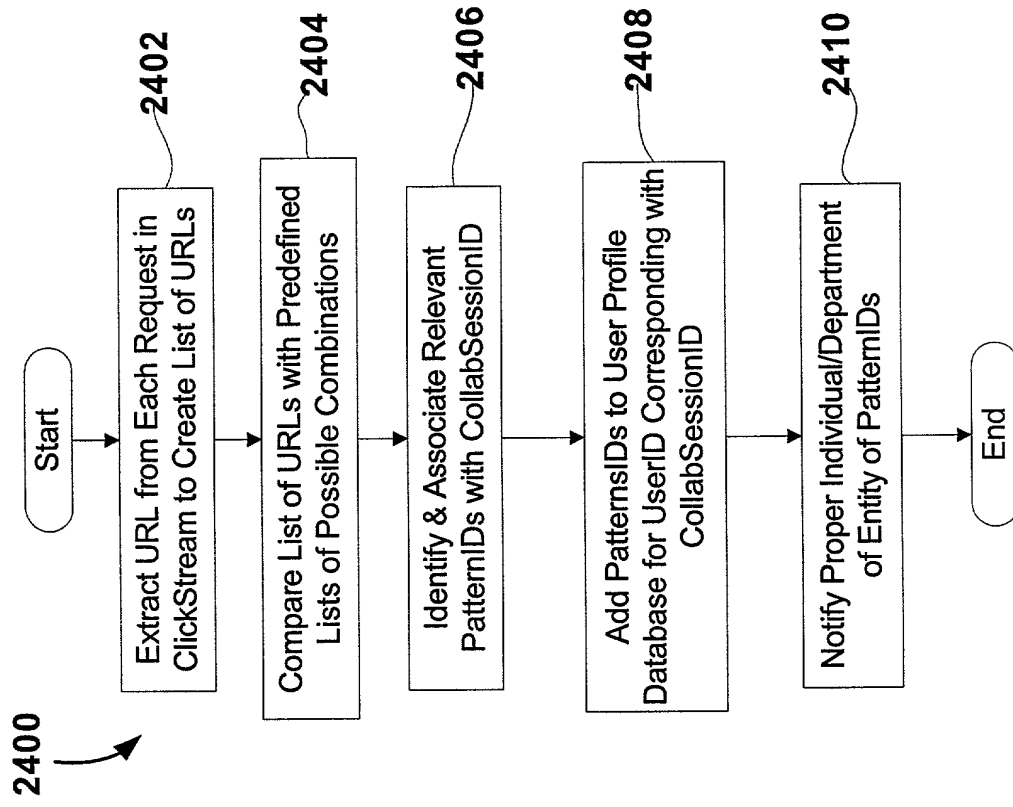 2400
Start
Extract URL from Each Request in
ClickStream to Create List of URLs
2402
Compare List of URLs with Predefined
Lists of Possible Combinations
2404
Identify & Associate Relevant
PatternIDs with CollabSessionID
2406
Add PatternsIDs to User Profile
Database for UserID Corresponding with
CollabSessionID
2408
Notify Proper Individual/Department
of Entity of PatternIDs
2410
End